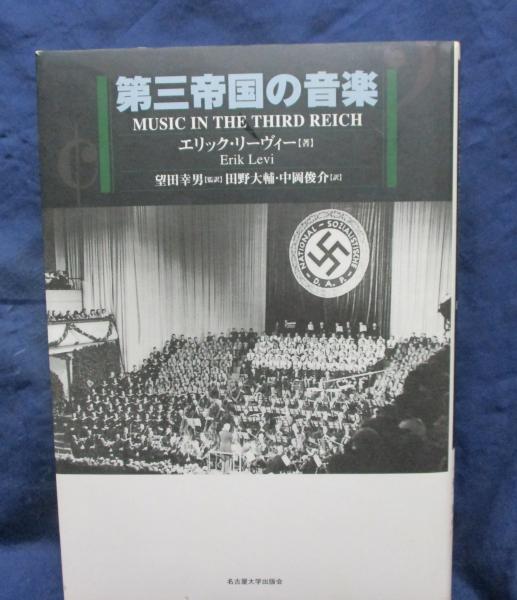 第三帝国の音楽
MUSIC IN THE THIRD REICH
エリック・リーヴィー【著】
Erik Levi
望田幸男【監訳】田野大輔・中岡俊介【訳】
NATIONAL-SOZIALISTISCHE
D.A.P.
名古屋大学出版会